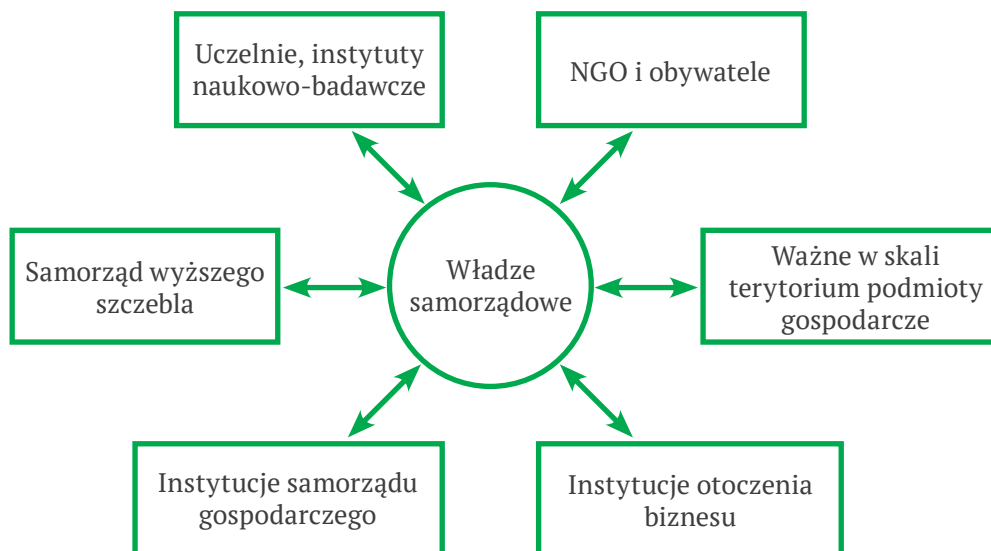 Uczelnie, instytuty
naukowo-badawcze
NGO i obywatele
Samorząd wyższego
szczebla
Władze
samorządowe
Ważne w skali
terytorium podmioty
gospodarcze
Instytucje samorządu
gospodarczego
Instytucje otoczenia
biznesu